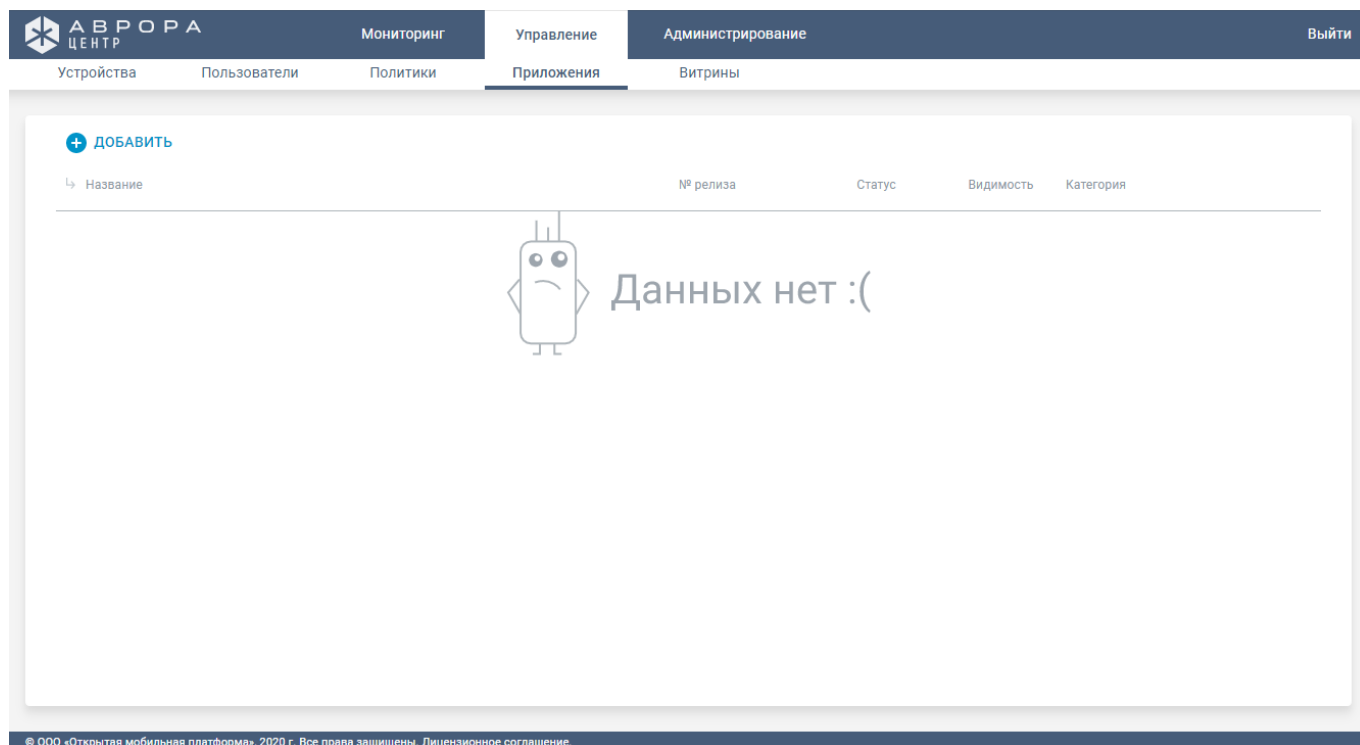 АВРОРА
ЦЕНТР
Мониторинг Управление Администрирование Выйти
Устройства Пользователи Политики Приложения Витрины
ДОБАВИТЬ
Название № релиза Статус Видимость Категория
Данных нет :(
© ООО «Открытая мобильная платформа», 2020 г. Все права защищены. Лицензионное соглашение.